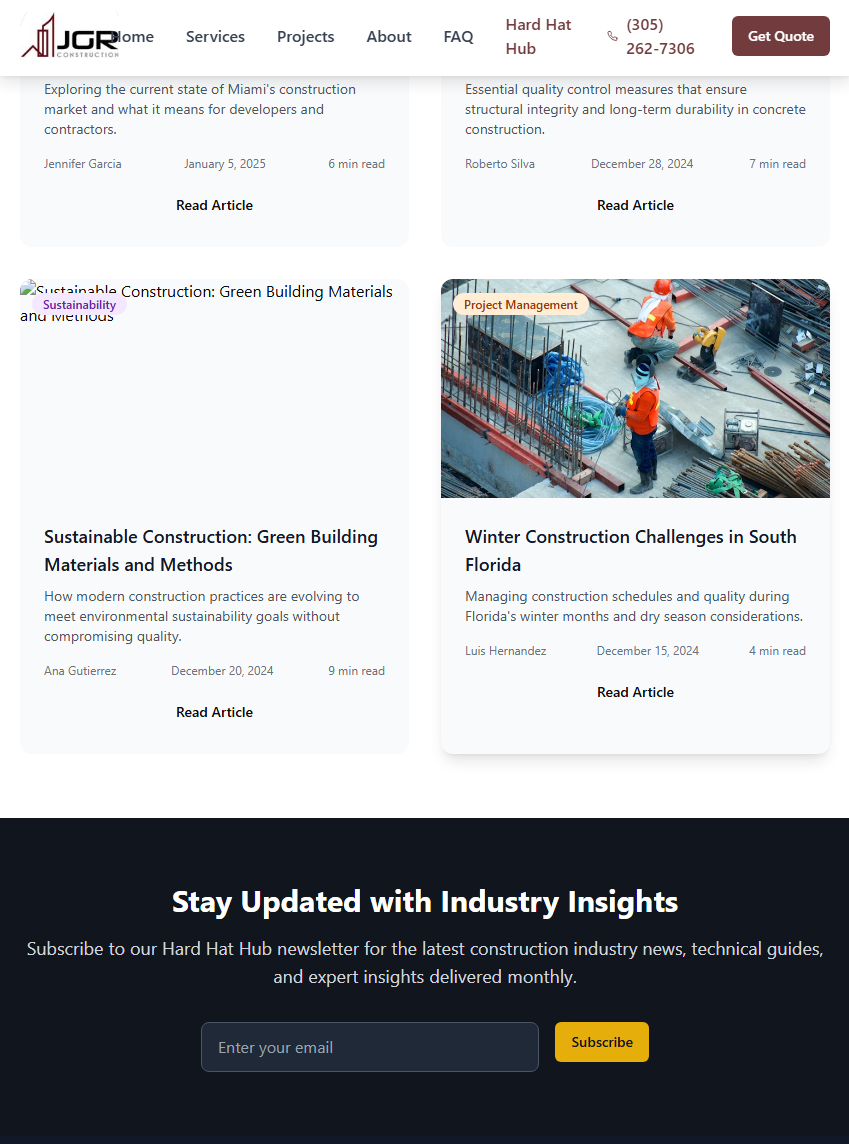 JGR
CONSTRUCTION
Home
Services
Projects
About
FAQ
Hard Hat
Hub
(305)
262-7306
Get Quote
Exploring the current state of Miami's construction
market and what it means for developers and
contractors.
Jennifer Garcia
January 5, 2025
6 min read
Read Article
Essential quality control measures that ensure
structural integrity and long-term durability in concrete
construction.
Roberto Silva
December 28, 2024
7 min read
Read Article
Sustainable Construction: Green Building Materials
and Methods
Sustainability
Sustainable Construction: Green Building
Materials and Methods
How modern construction practices are evolving to
meet environmental sustainability goals without
compromising quality.
Ana Gutierrez
December 20, 2024
9 min read
Read Article
Project Management
Winter Construction Challenges in South
Florida
Managing construction schedules and quality during
Florida's winter months and dry season considerations.
Luis Hernandez
December 15, 2024
4 min read
Read Article
Stay Updated with Industry Insights
Subscribe to our Hard Hat Hub newsletter for the latest construction industry news, technical guides,
and expert insights delivered monthly.
Enter your email
Subscribe